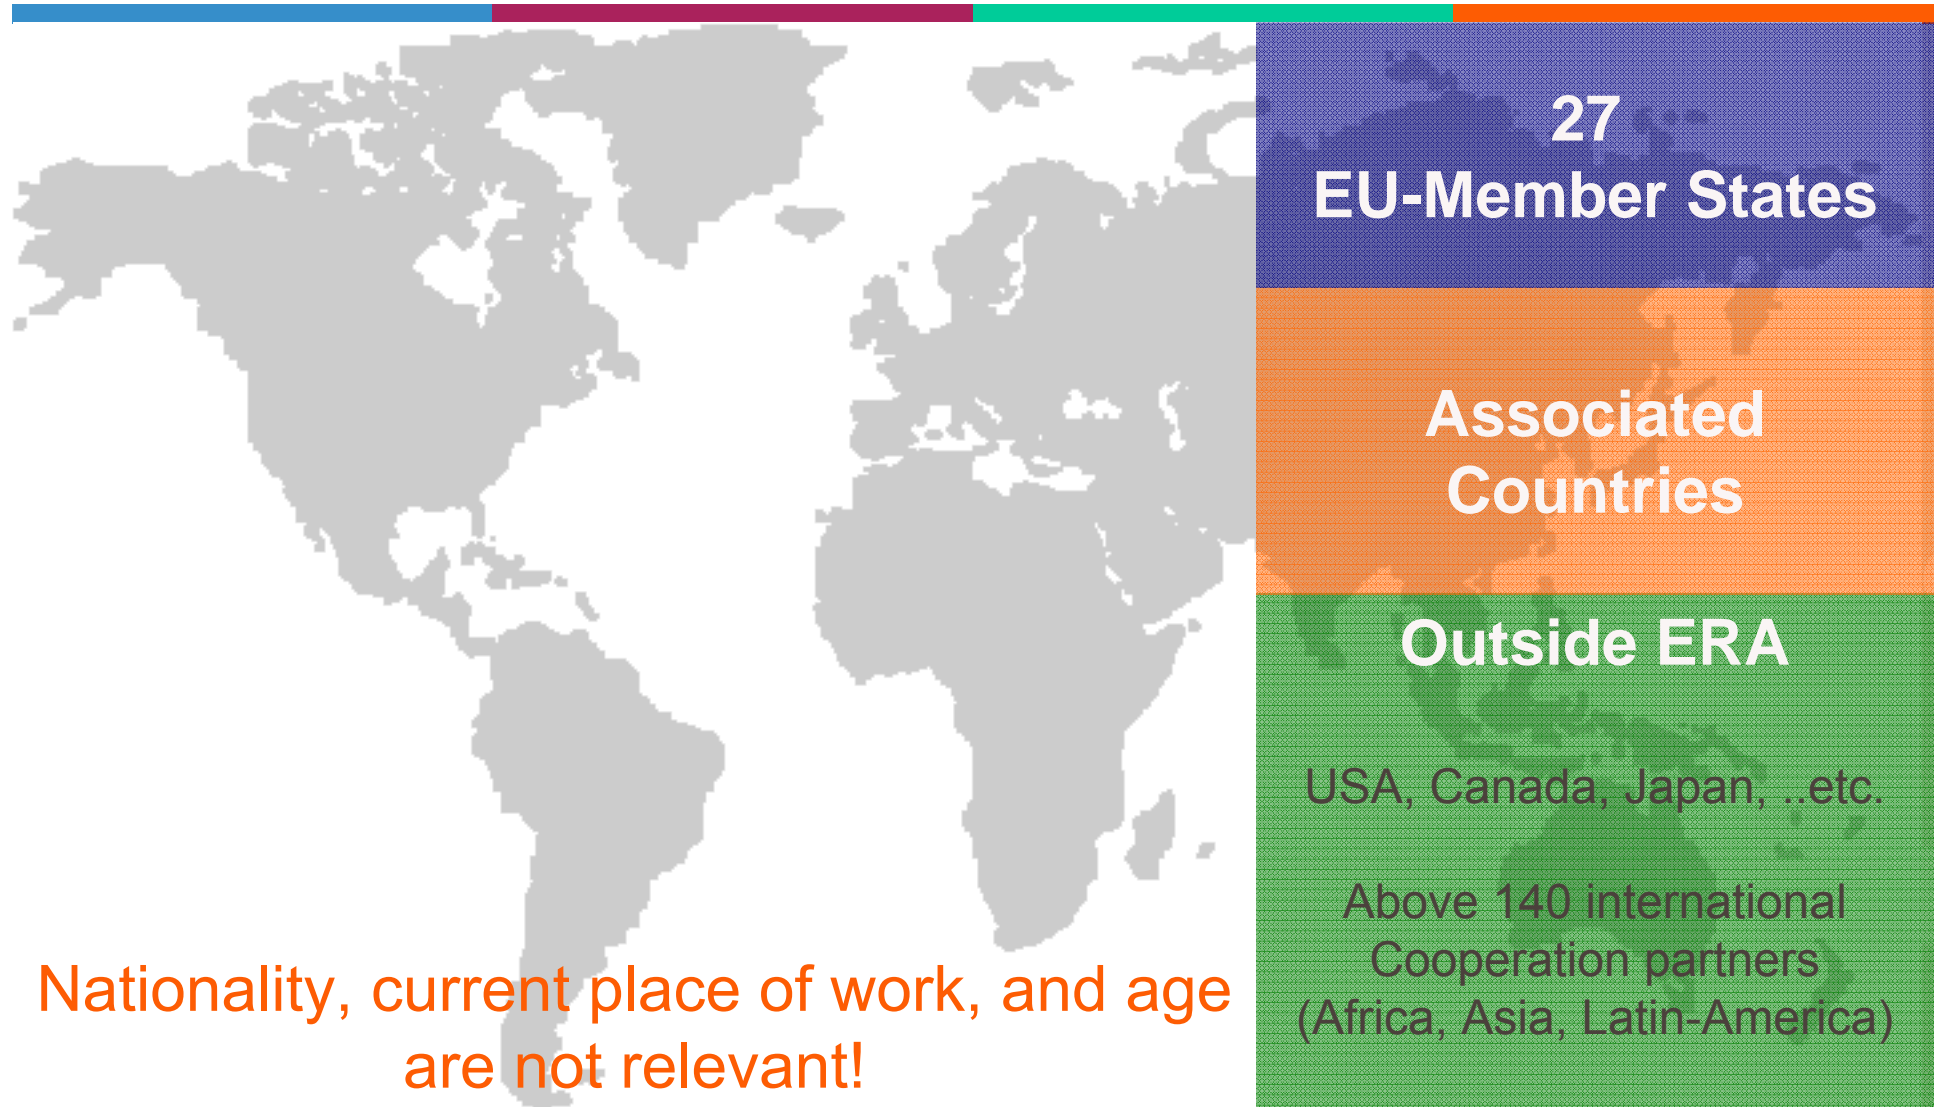 27
EU-Member States
Associated
Countries
Outside ERA
USA, Canada, Japan, ..etc.
Above 140 international
Cooperation partners
(Africa, Asia, Latin-America)
Nationality, current place of work, and age
are not relevant!